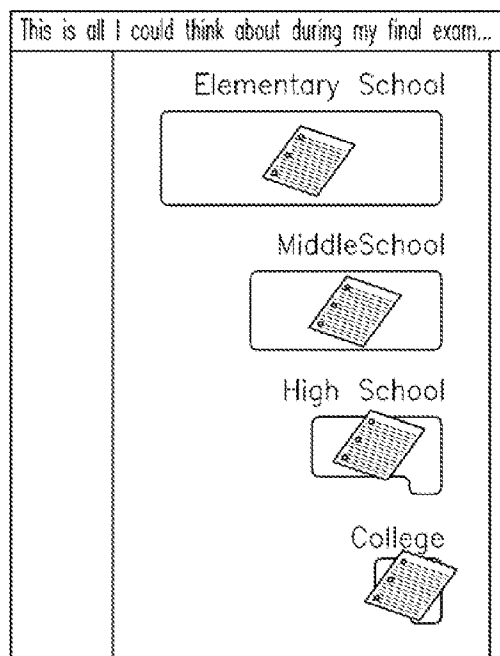 This is all I could think about during my final exam...
Elementary School
MiddleSchool
High School
College